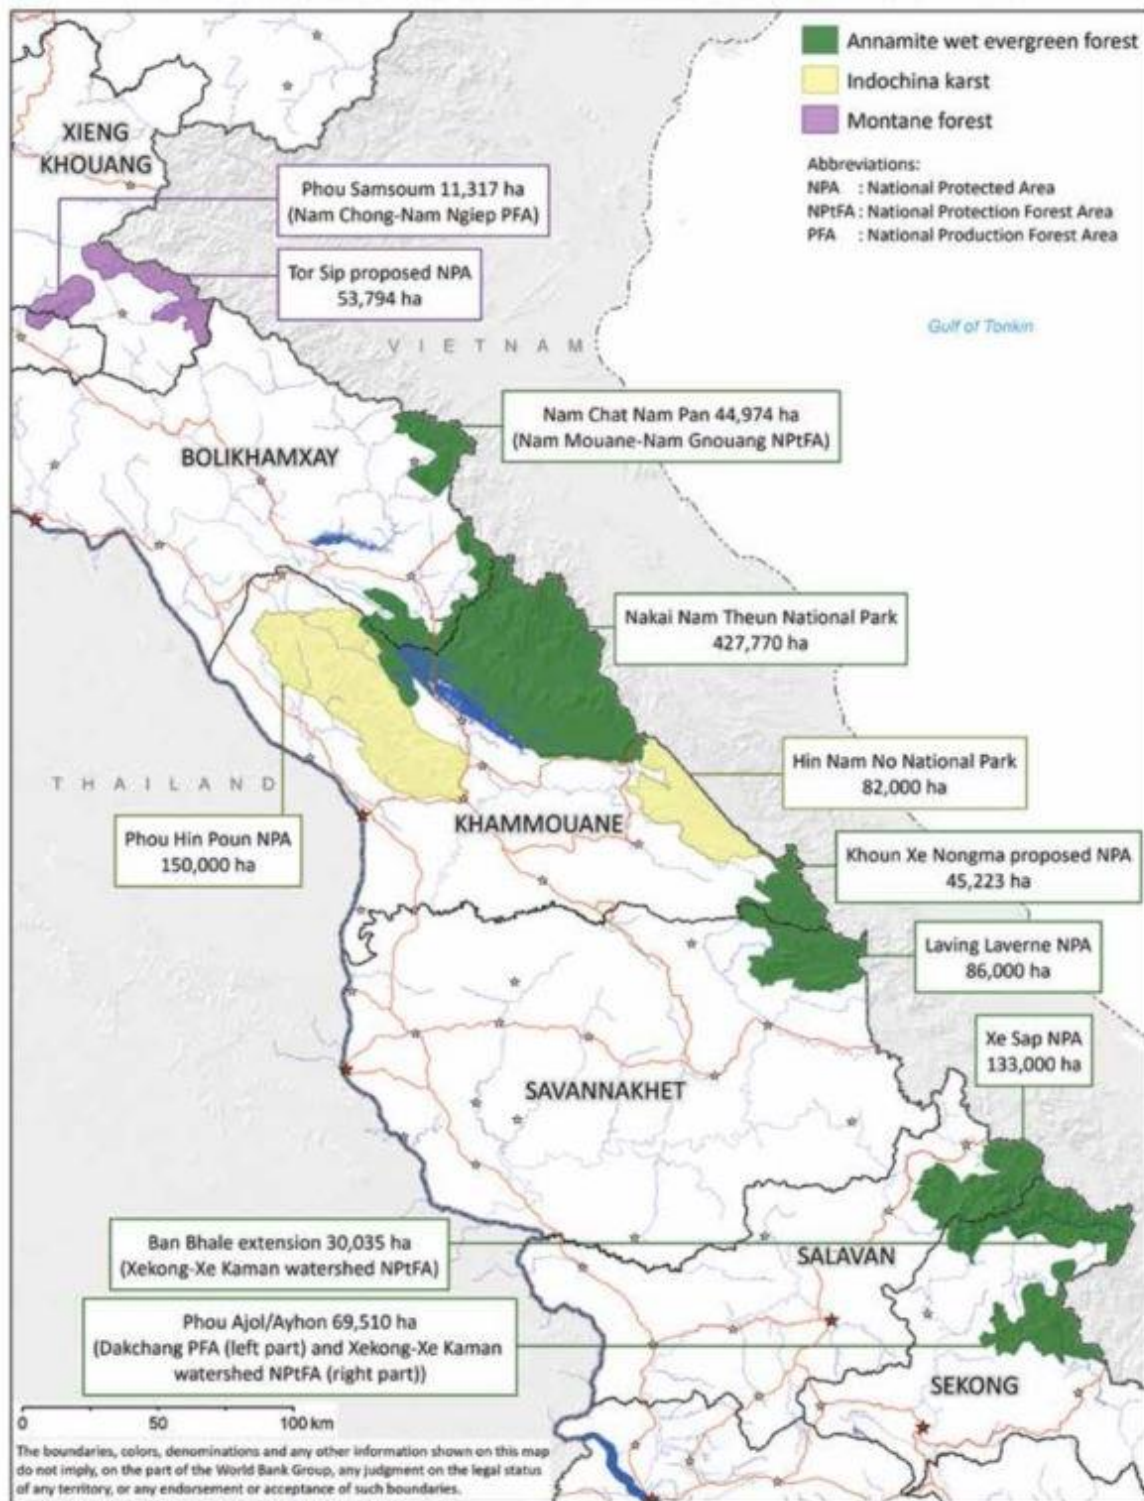 Annamite wet evergreen forest
Indochina karst
Montane forest
Abbreviations:
NPA : National Protected Area
NPtFA : National Protection Forest Area
PFA : National Production Forest Area
XIENG
KHOUANG
Phou Samsoum 11,317 ha
(Nam Chong-Nam Ngiep PFA)
Tor Sip proposed NPA
53,794 ha
Gulf of Tonkin
VIETNAM
Nam Chat Nam Pan 44,974 ha
(Nam Mouane-Nam Gnouang NPtFA)
BOLIKHAMXAY
Nakai Nam Theun National Park
427,770 ha
Hin Nam No National Park
82,000 ha
THAILAND
Phou Hin Poun NPA
150,000 ha
KHAMMOUANE
Khoun Xe Nongma proposed NPA
45,223 ha
Laving Laverne NPA
86,000 ha
Xe Sap NPA
133,000 ha
SAVANNAKHET
Ban Bhale extension 30,035 ha
(Xekong-Xe Kaman watershed NPtFA)
SALAVAN
Phou Ajol/Ayhon 69,510 ha
(Dakchang PFA (left part) and Xekong-Xe Kaman
watershed NPtFA (right part))
SEKONG
0 50 100 km
The boundaries, colors, denominations and any other information shown on this map
do not imply, on the part of the World Bank Group, any judgment on the legal status
of any territory, or any endorsement or acceptance of such boundaries.